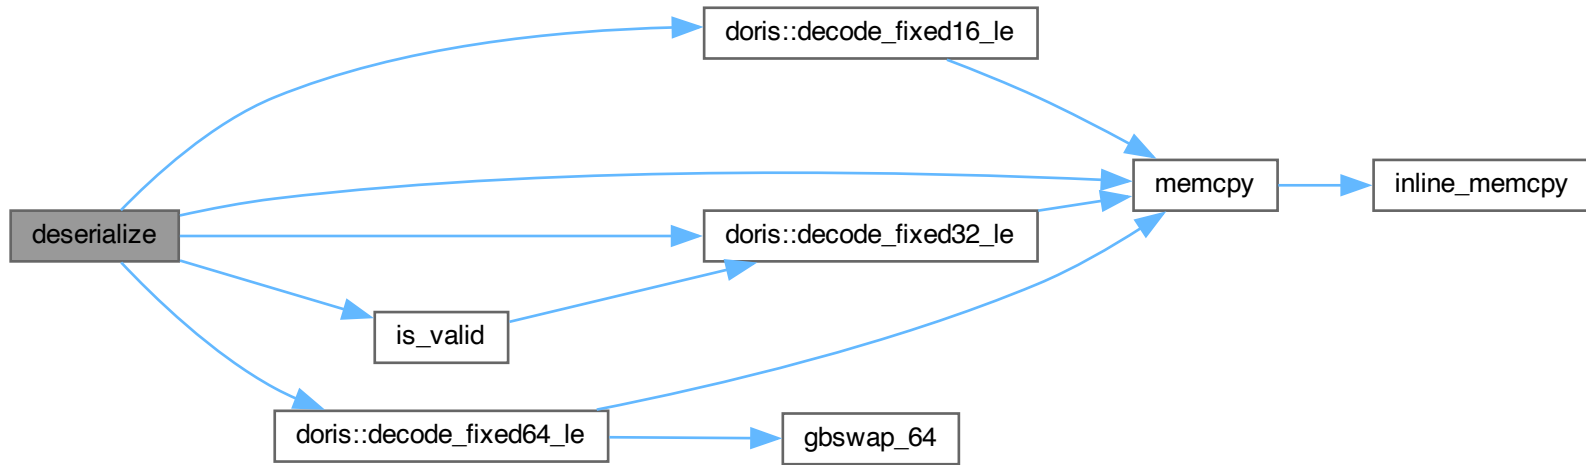 doris::decode_fixed16_le
memcpy
inline_memcpy
deserialize
doris::decode_fixed32_le
is_valid
doris::decode_fixed64_le
gbswap_64